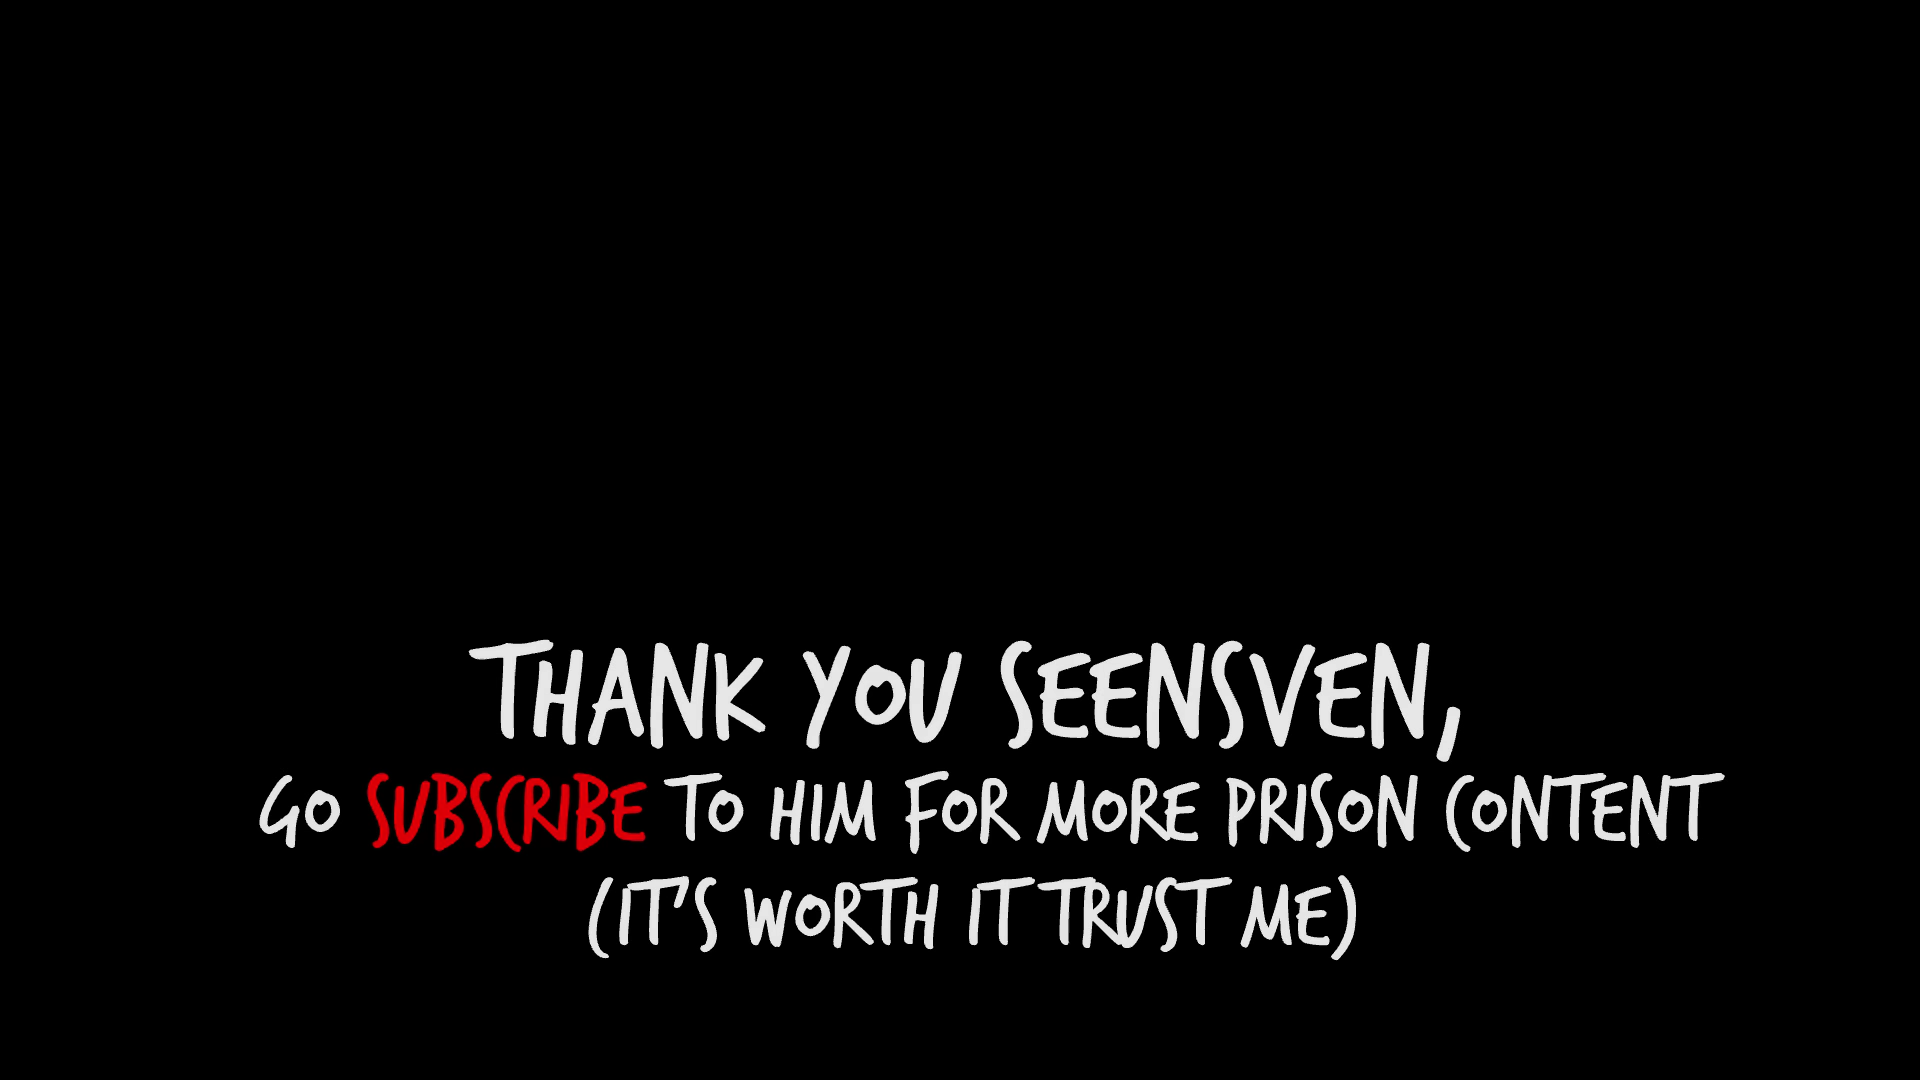 THANK YOU SEENSVEN,
GO SUBSCRIBE TO HIM FOR MORE PRISON CONTENT
(IT'S WORTH IT TRUST ME)